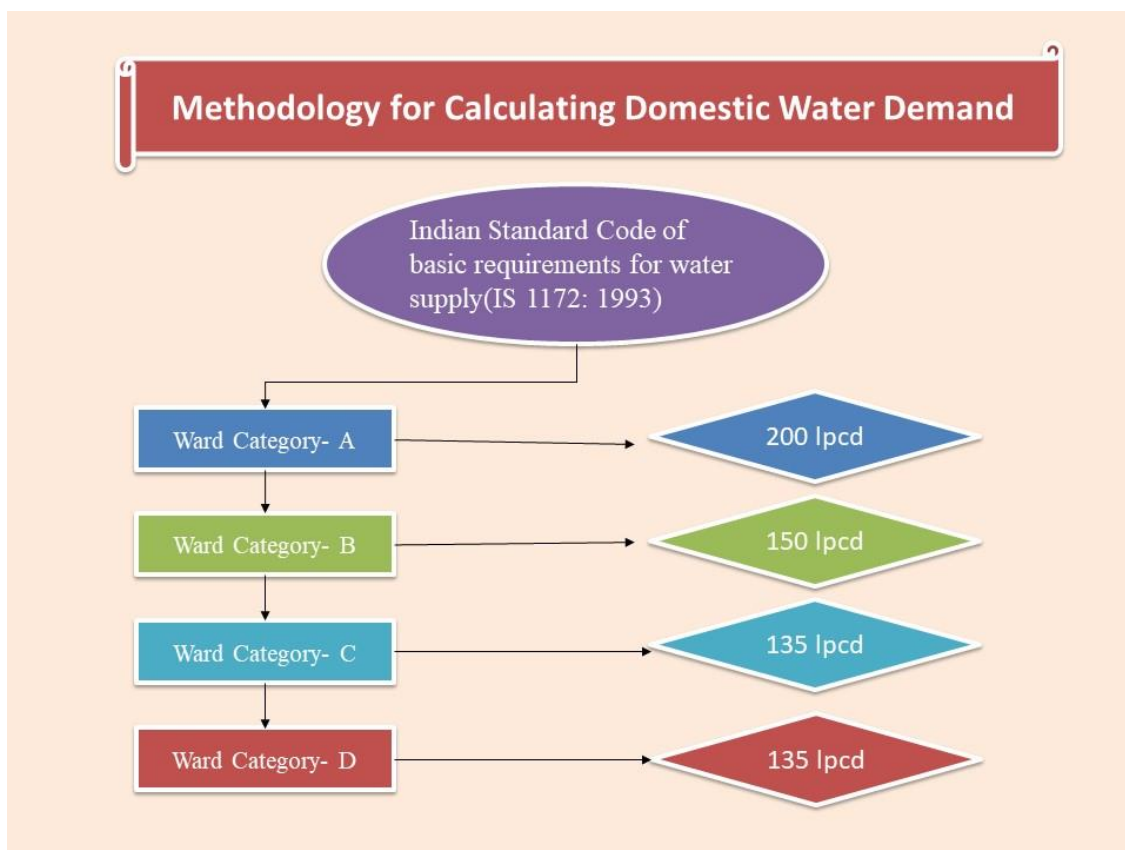 Methodology for Calculating Domestic Water Demand
Indian Standard Code of
basic requirements for water
supply(IS 1172: 1993)
Ward Category- A
200 lpcd
Ward Category- B
150 lpcd
Ward Category- C
135 lpcd
Ward Category- D
135 lpcd